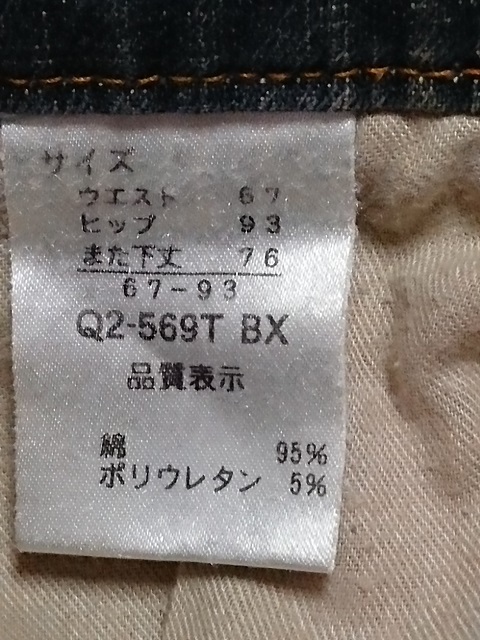 サイズ
ウエスト 67
ヒップ 93
また下丈 76
67-93
Q2-569T BX
品質表示
綿 95%
ポリウレタン 5%